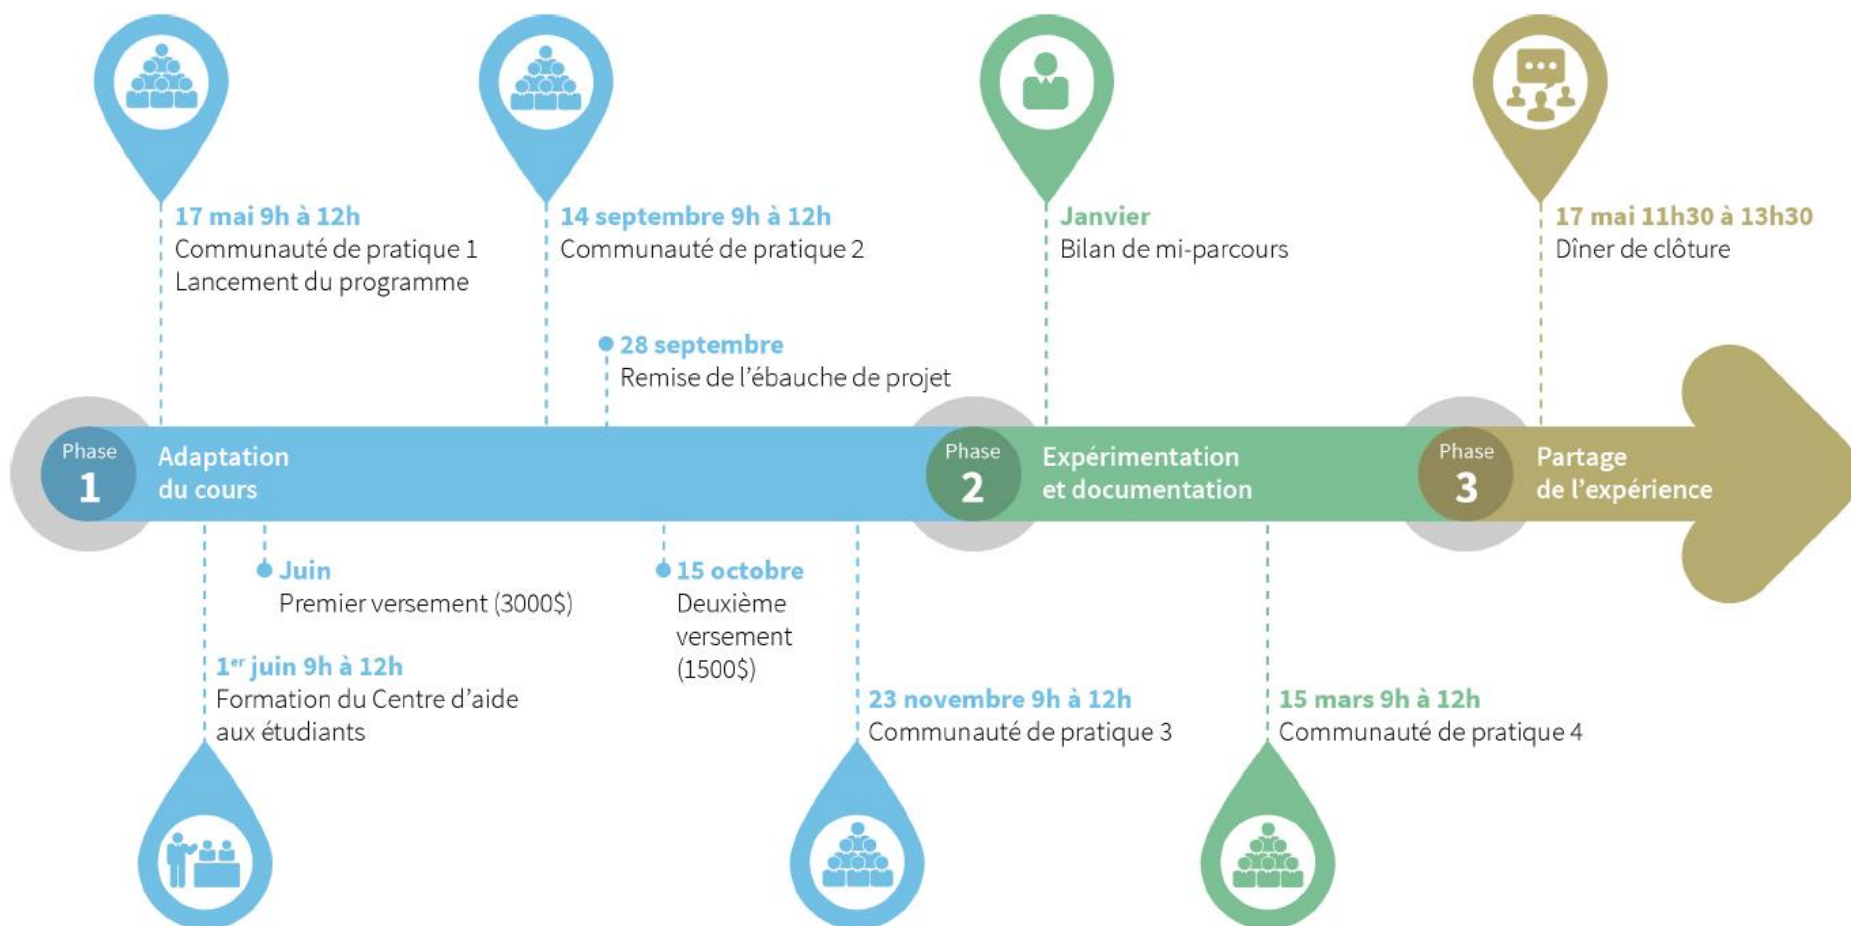 17 mai 9h à 12h
Communauté de pratique 1
Lancement du programme
14 septembre 9h à 12h
Communauté de pratique 2
Janvier
Bilan de mi-parcours
17 mai 11h30 à 13h30
Dîner de clôture
28 septembre
Remise de l’ébauche de projet
Phase
1
Adaptation
du cours
Phase
2
Expérimentation
et documentation
Phase
3
Partage
de l’expérience
Juin
Premier versement (3000$)
15 octobre
Deuxième
versement
(1500$)
1er juin 9h à 12h
Formation du Centre d’aide
aux étudiants
23 novembre 9h à 12h
Communauté de pratique 3
15 mars 9h à 12h
Communauté de pratique 4